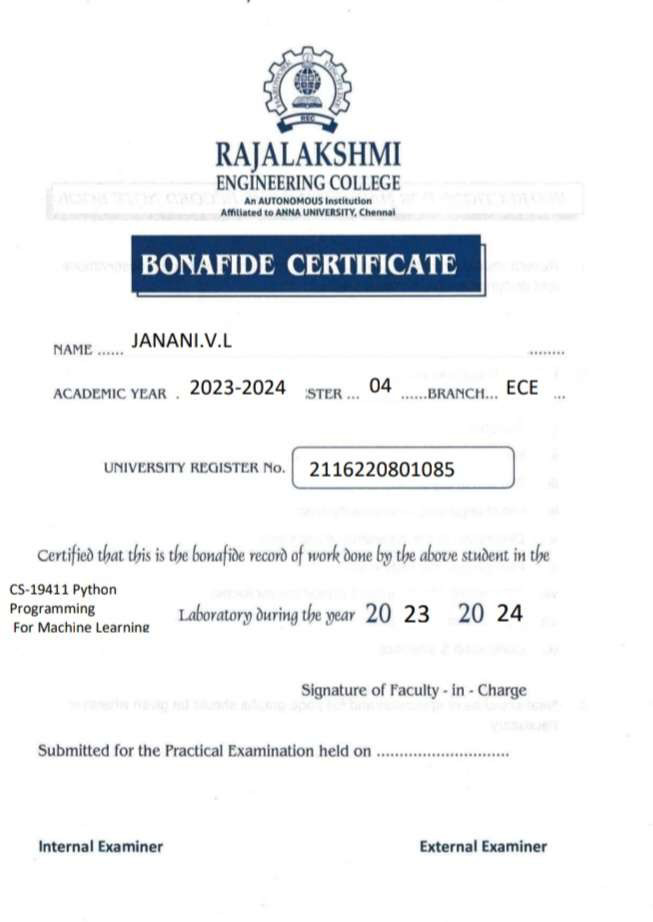 HARDWORK DISCIPLINE
REC
RAJALAKSHMI
ENGINEERING COLLEGE
An AUTONOMOUS Institution
Affiliated to ANNA UNIVERSITY, Chennai
BONAFIDE CERTIFICATE
NAME ...... JANANI.V.L ........
ACADEMIC YEAR . 2023-2024 STER ... 04 ......BRANCH... ECE ...
UNIVERSITY REGISTER No. 2116220801085
Certified that this is the bonafide record of work done by the above student in the
CS-19411 Python
Programming
For Machine Learning
Laboratory during the year 20 23 20 24
Signature of Faculty - in - Charge
Submitted for the Practical Examination held on ..................................
Internal Examiner External Examiner